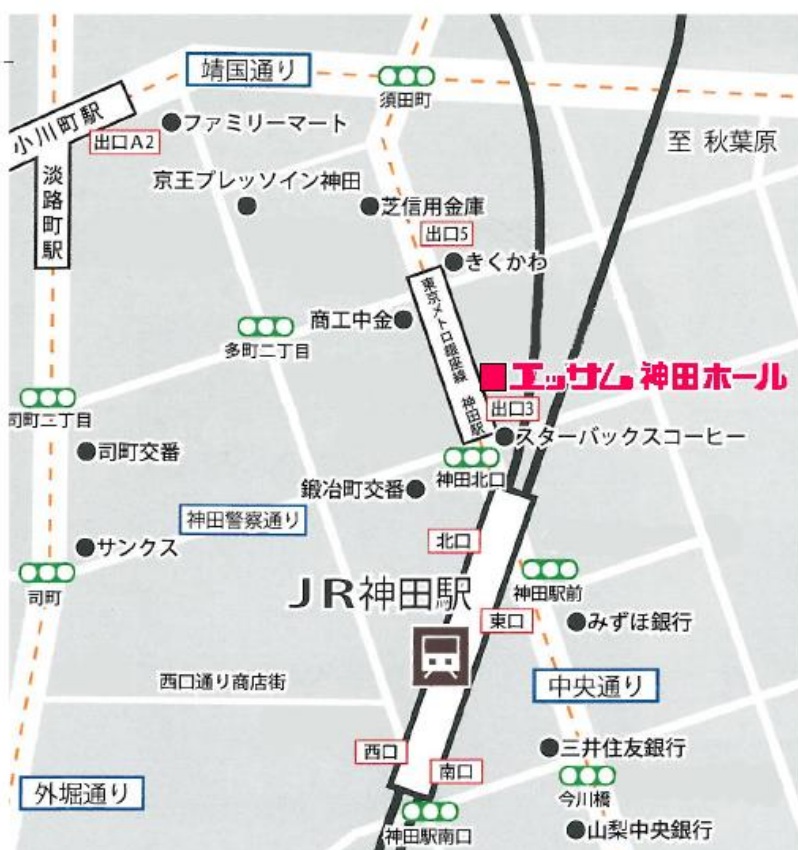 靖国通り
須田町
小川町駅
出口A2
ファミリーマート
至 秋葉原
淡路町駅
京王プレッソイン神田
芝信用金庫
出口5
きくかわ
東京メトロ銀座線 神田駅
商工中金
多町二丁目
エッサム神田ホール
出口3
司町二丁目
スターバックスコーヒー
司町交番
神田北口
鍛冶町交番
神田警察通り
サンクス
北口
司町
JR神田駅
神田駅前
東口
みずほ銀行
西口通り商店街
中央通り
西口
三井住友銀行
南口
外堀通り
今川橋
神田駅南口
山梨中央銀行